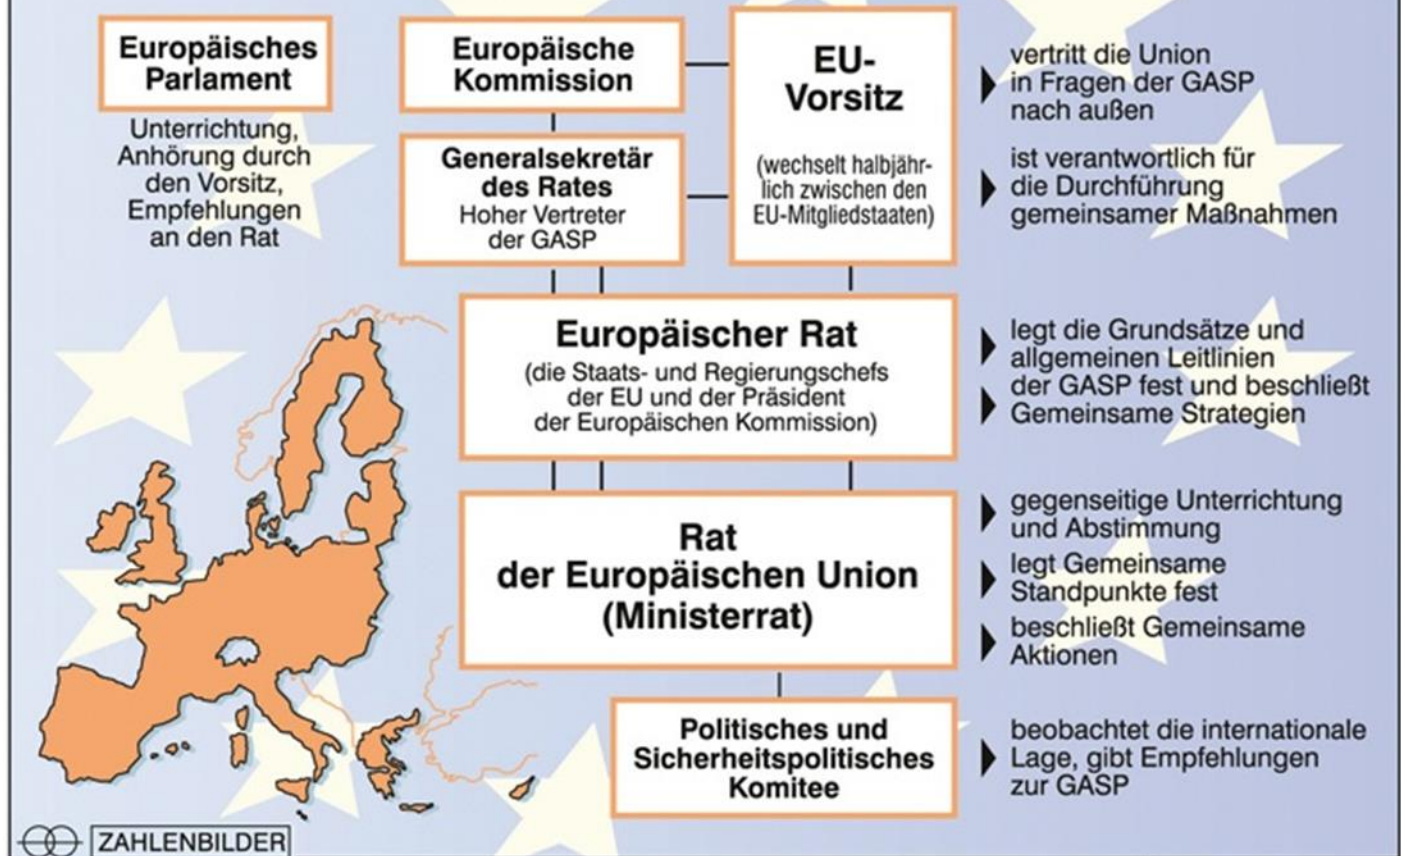 Europäisches
Parlament
Unterrichtung,
Anhörung durch
den Vorsitz,
Empfehlungen
an den Rat
Europäische
Kommission
Generalsekretär
des Rates
Hoher Vertreter
der GASP
EU-
Vorsitz
(wechselt halbjähr-
lich zwischen den
EU-Mitgliedstaaten)
vertritt die Union
in Fragen der GASP
nach außen
ist verantwortlich für
die Durchführung
gemeinsamer Maßnahmen
Europäischer Rat
(die Staats- und Regierungschefs
der EU und der Präsident
der Europäischen Kommission)
legt die Grundsätze und
allgemeinen Leitlinien
der GASP fest und beschließt
Gemeinsame Strategien
Rat
der Europäischen Union
(Ministerrat)
gegenseitige Unterrichtung
und Abstimmung
legt Gemeinsame
Standpunkte fest
beschließt Gemeinsame
Aktionen
Politisches und
Sicherheitspolitisches
Komitee
beobachtet die internationale
Lage, gibt Empfehlungen
zur GASP
ZAHLENBILDER